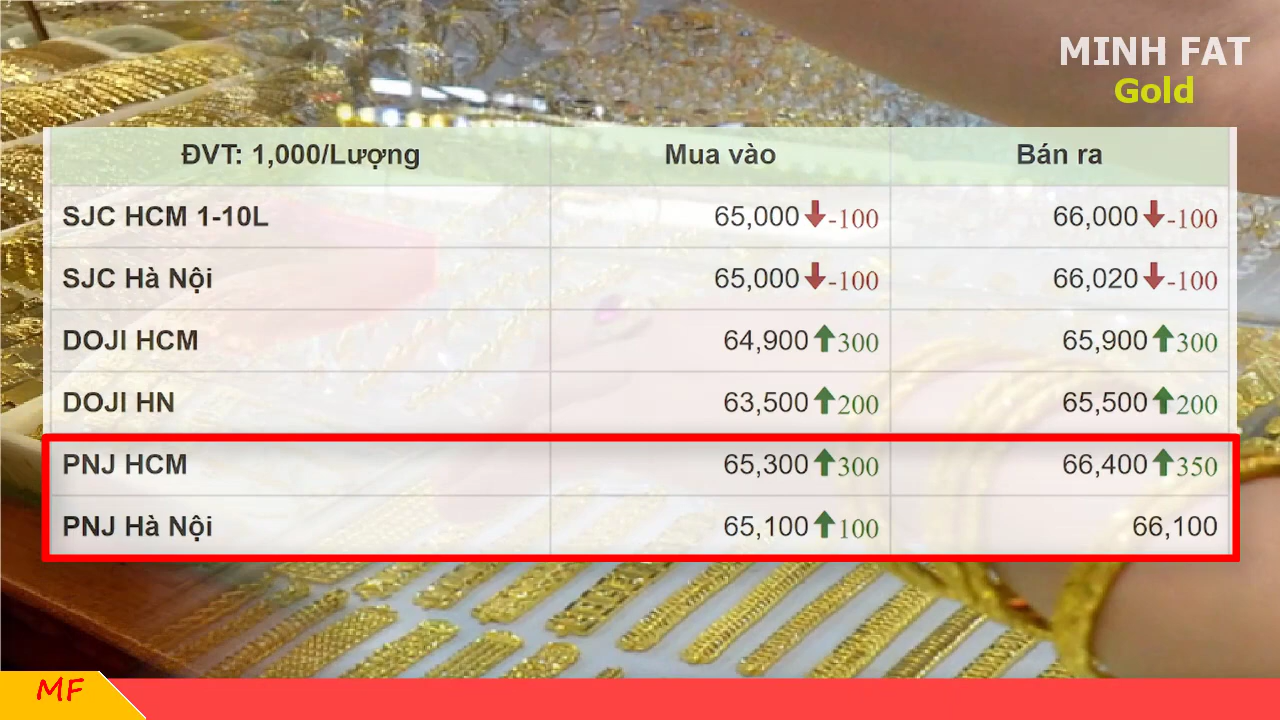 MINH FAT
Gold
ĐVT: 1,000/Lượng Mua vào Bán ra
SJC HCM 1-10L 65,000 -100 66,000 -100
SJC Hà Nội 65,000 -100 66,020 -100
DOJI HCM 64,900 300 65,900 300
DOJI HN 63,500 200 65,500 200
PNJ HCM 65,300 300 66,400 350
PNJ Hà Nội 65,100 100 66,100
MF